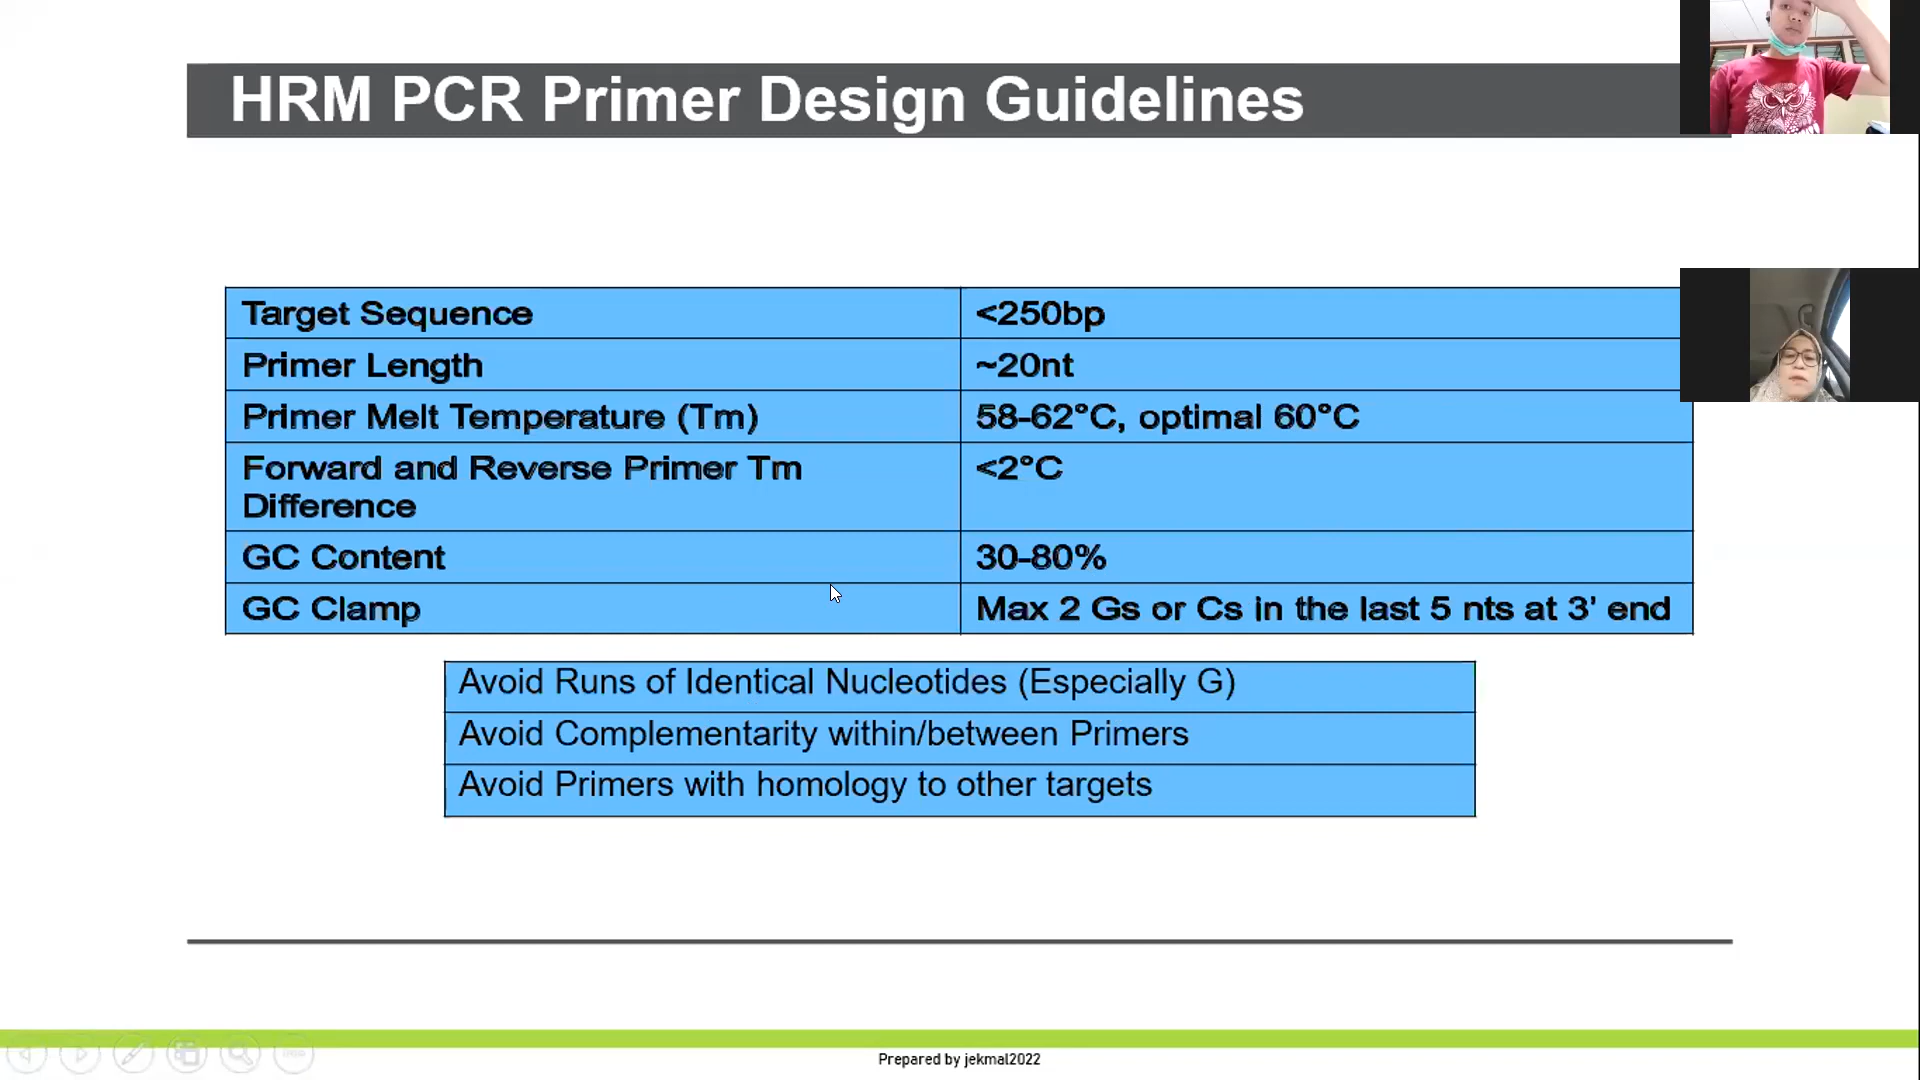 HRM PCR Primer Design Guidelines
Target Sequence
<250bp
Primer Length
~20nt
Primer Melt Temperature (Tm)
58-62°C, optimal 60°C
Forward and Reverse Primer Tm
Difference
<2°C
GC Content
30-80%
GC Clamp
Max 2 Gs or Cs in the last 5 nts at 3' end
Avoid Runs of Identical Nucleotides (Especially G)
Avoid Complementarity within/between Primers
Avoid Primers with homology to other targets
Prepared by jekmal2022